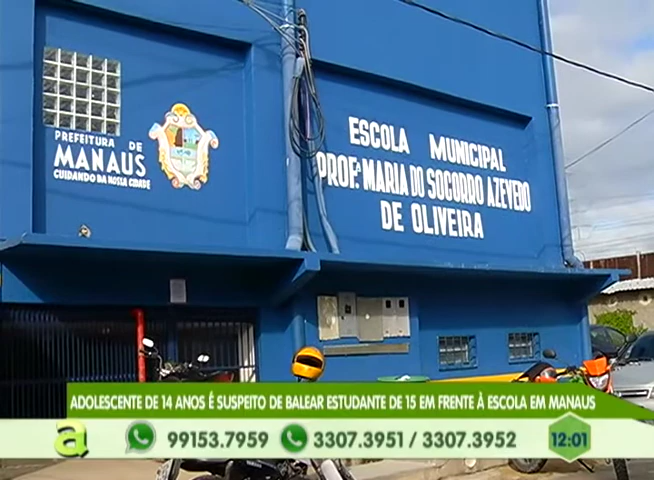 PREFEITURA DE
MANAUS
CUIDANDO DA NOSSA CIDADE
ESCOLA MUNICIPAL
PROFª. MARIA DO SOCORRO AZEVEDO
DE OLIVEIRA
ADOLESCENTE DE 14 ANOS É SUSPEITO DE BALEAR ESTUDANTE DE 15 EM FRENTE À ESCOLA EM MANAUS
a 99153.7959 3307.3951 / 3307.3952 12:01